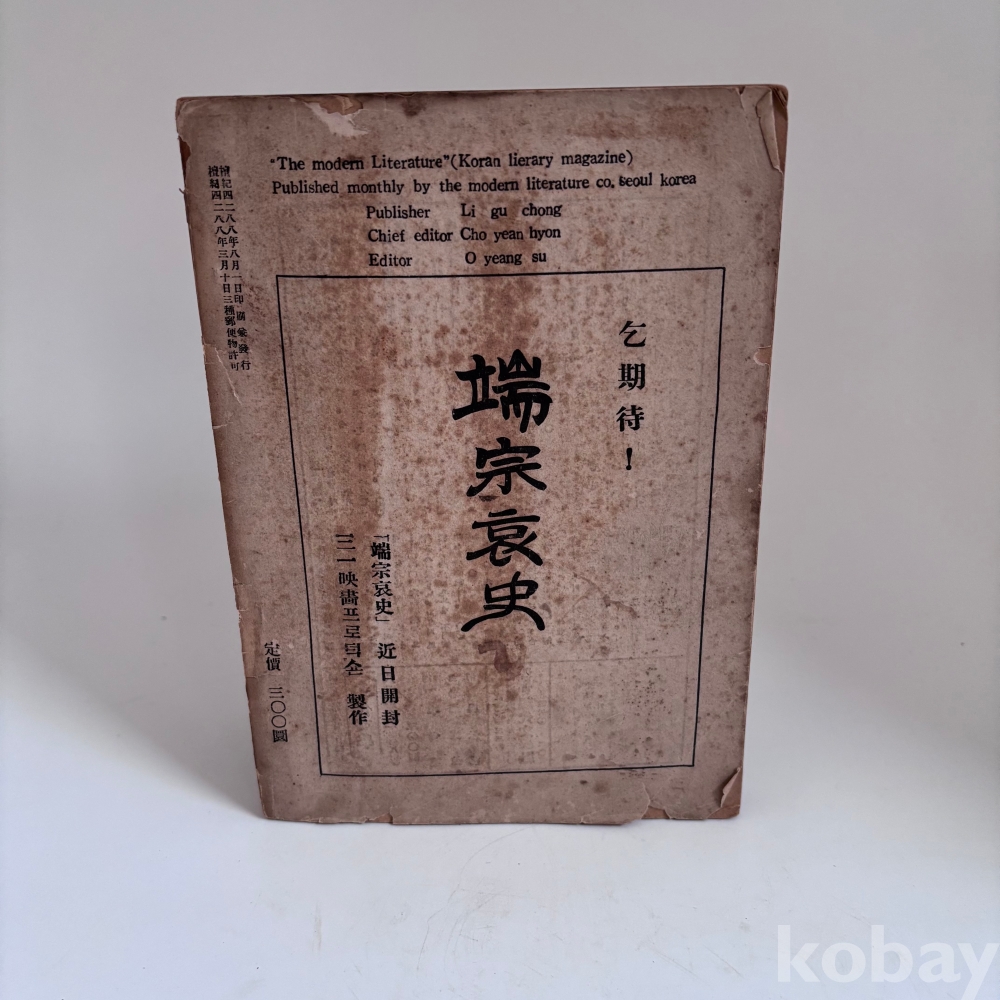 "The modern Literature"(Koran lierary magazine)
Published monthly by the modern literature co. seoul korea
Publisher Li gu chong
Chief editor Cho yean hyon
Editor O yeang su
乞期待!
端宗哀史
「端宗哀史」 近日開封
三一映畵프로덕숀 製作
檀記四二八八年八月一日印刷 發行
檀紀四二八八年三月十日三種郵便物許可
定價 三〇〇圜
kobay